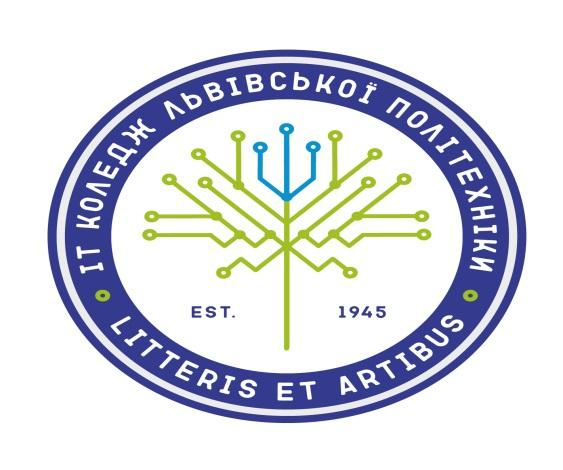 ІТ КОЛЕДЖ ЛЬВІВСЬКОЇ ПОЛІТЕХНІКИ
EST. 1945
LITTERIS ET ARTIBUS